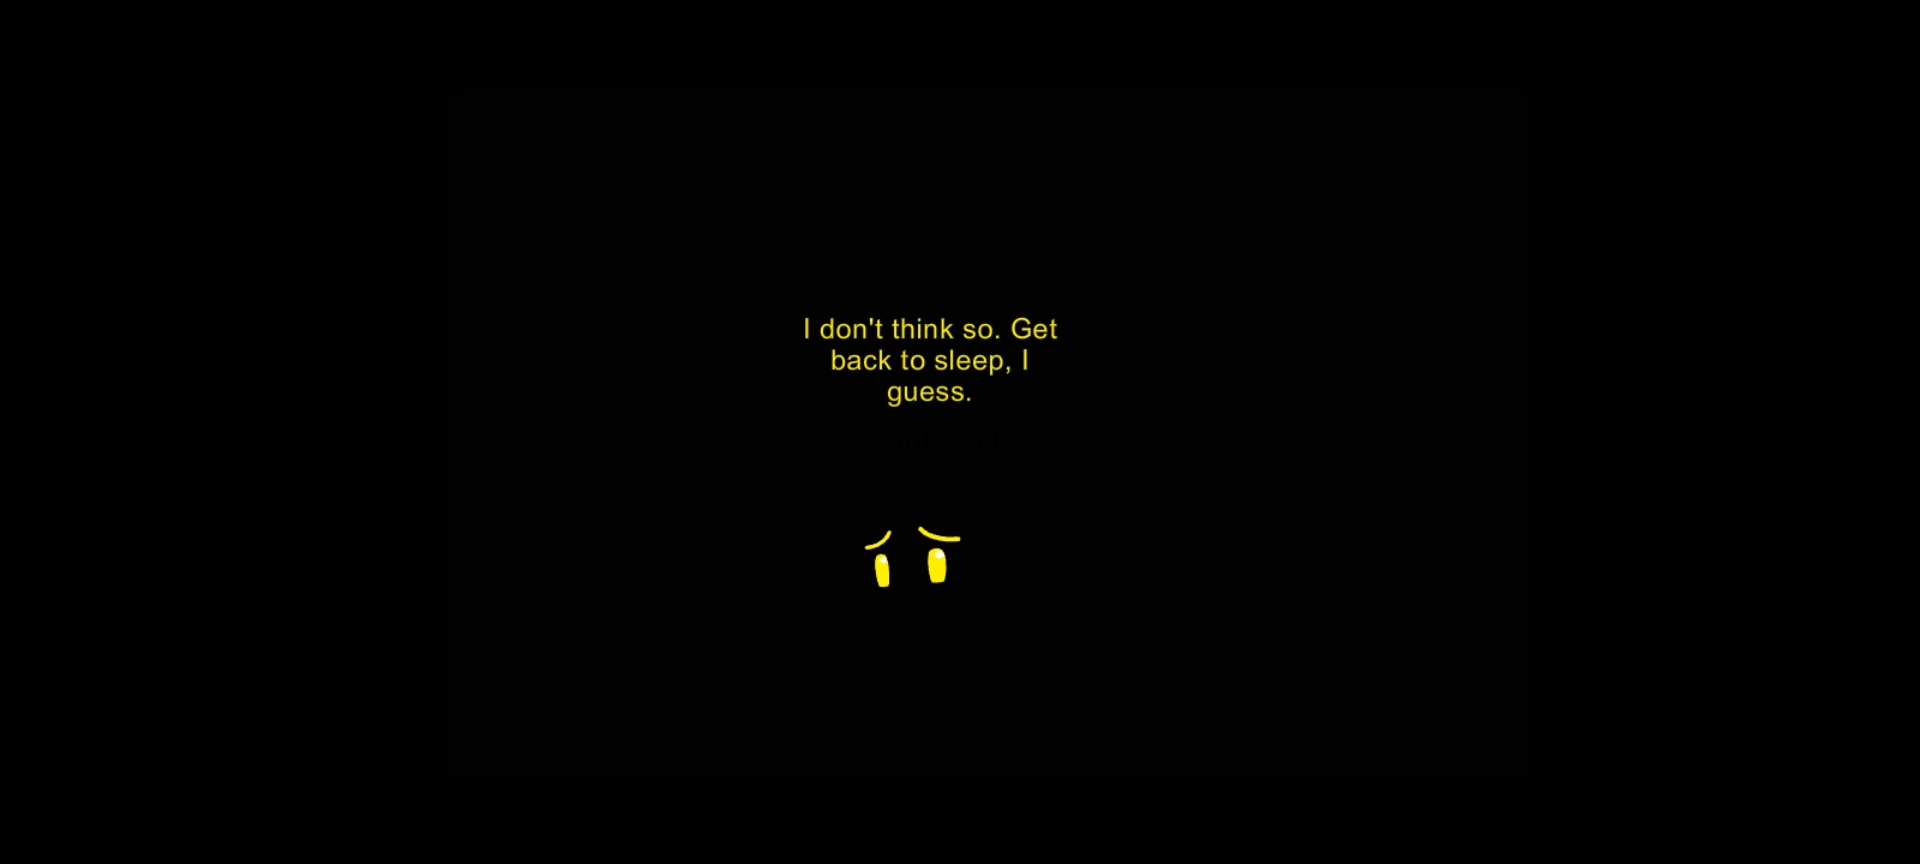 I don't think so. Get
back to sleep, I
guess.